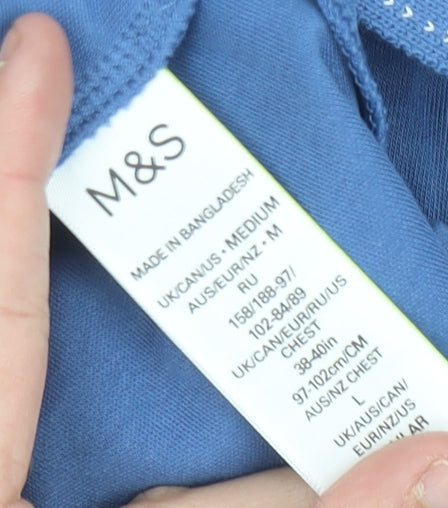 M&S
MADE IN BANGLADESH
UK/CAN/US • MEDIUM
AUS/EUR/NZ • M
RU
158/188-97/
102-84/89
UK/CAN/EUR/RU/US
CHEST
38-40in
97-102cm/CM
AUS/NZ CHEST
L
UK/AUS/CAN/
EUR/NZ/US